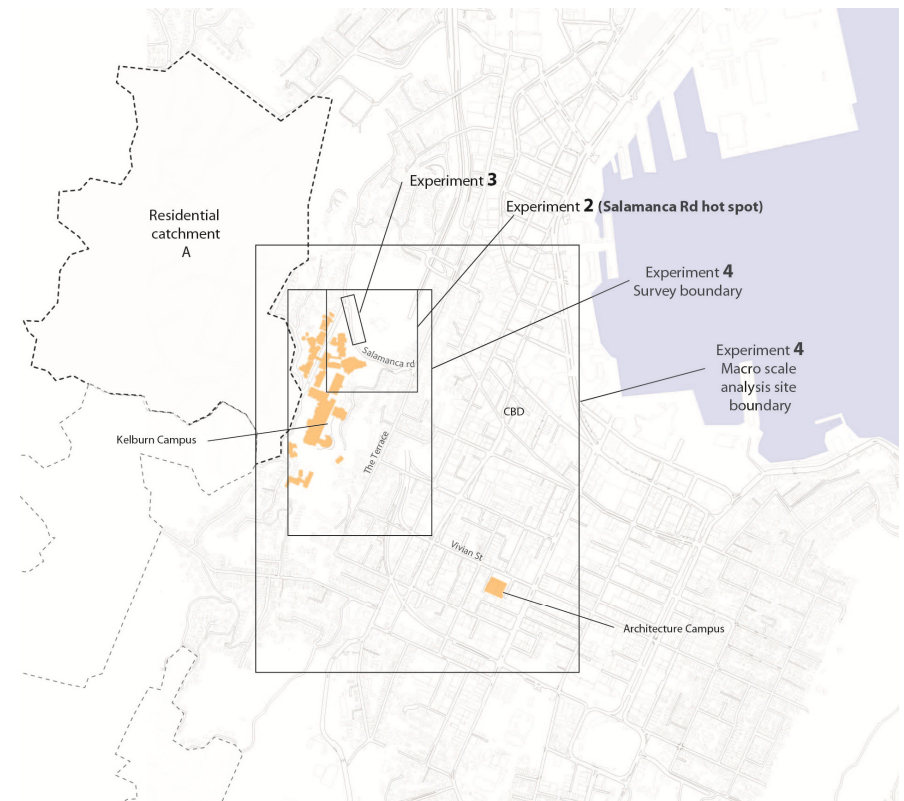 Experiment 3
Experiment 2 (Salamanca Rd hot spot)
Residential
catchment
A
Experiment 4
Survey boundary
Salamanca rd
Experiment 4
Macro scale
analysis site
boundary
CBD
Kelburn Campus
The Terrace
Vivian St
Architecture Campus